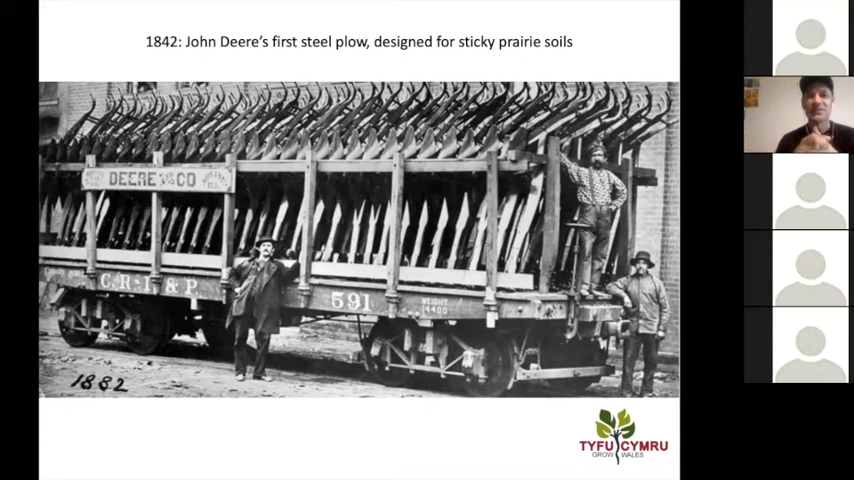 1842: John Deere's first steel plow, designed for sticky prairie soils
DEERE AND CO
C.R.I & P.
591
WEIGHT
14400
1882
TYFU CYMRU
GROW WALES